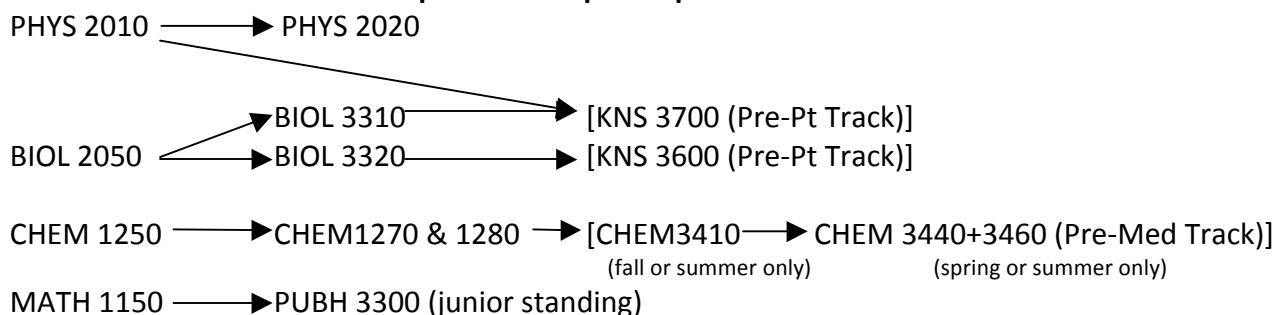 PHYS 2010 PHYS 2020
BIOL 3310 [KNS 3700 (Pre-Pt Track)]
BIOL 2050 BIOL 3320 [KNS 3600 (Pre-Pt Track)]
CHEM 1250 CHEM1270 & 1280 [CHEM3410 CHEM 3440+3460 (Pre-Med Track)]
(fall or summer only) (spring or summer only)
MATH 1150 PUBH 3300 (junior standing)